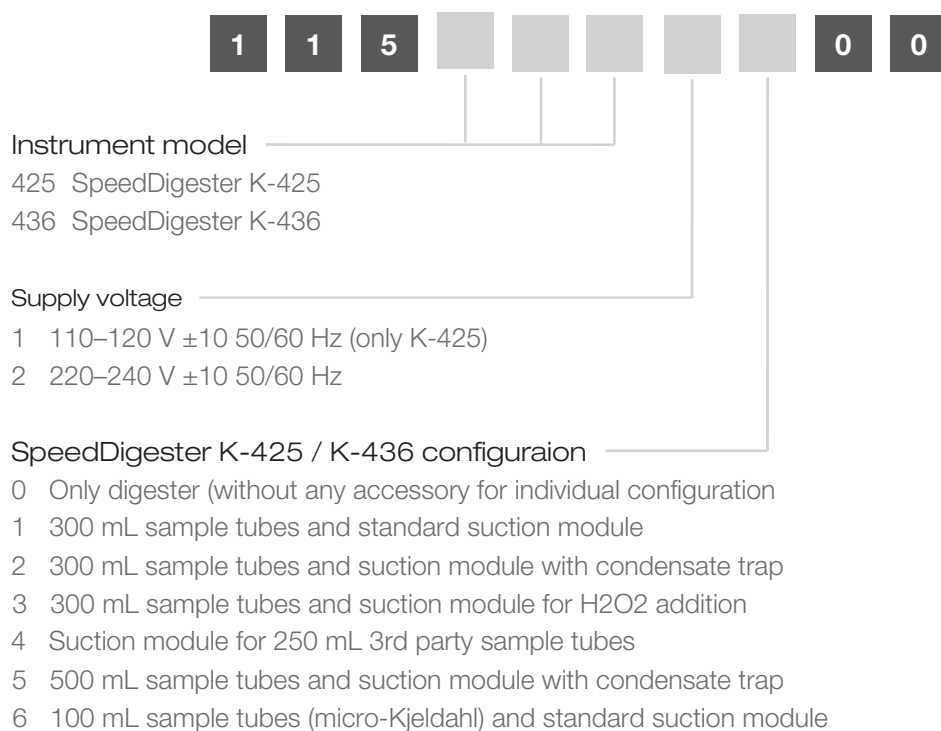 1 1 5 0 0
Instrument model
425 SpeedDigester K-425
436 SpeedDigester K-436
Supply voltage
1 110–120 V ±10 50/60 Hz (only K-425)
2 220–240 V ±10 50/60 Hz
SpeedDigester K-425 / K-436 configuraion
0 Only digester (without any accessory for individual configuration
1 300 mL sample tubes and standard suction module
2 300 mL sample tubes and suction module with condensate trap
3 300 mL sample tubes and suction module for H2O2 addition
4 Suction module for 250 mL 3rd party sample tubes
5 500 mL sample tubes and suction module with condensate trap
6 100 mL sample tubes (micro-Kjeldahl) and standard suction module